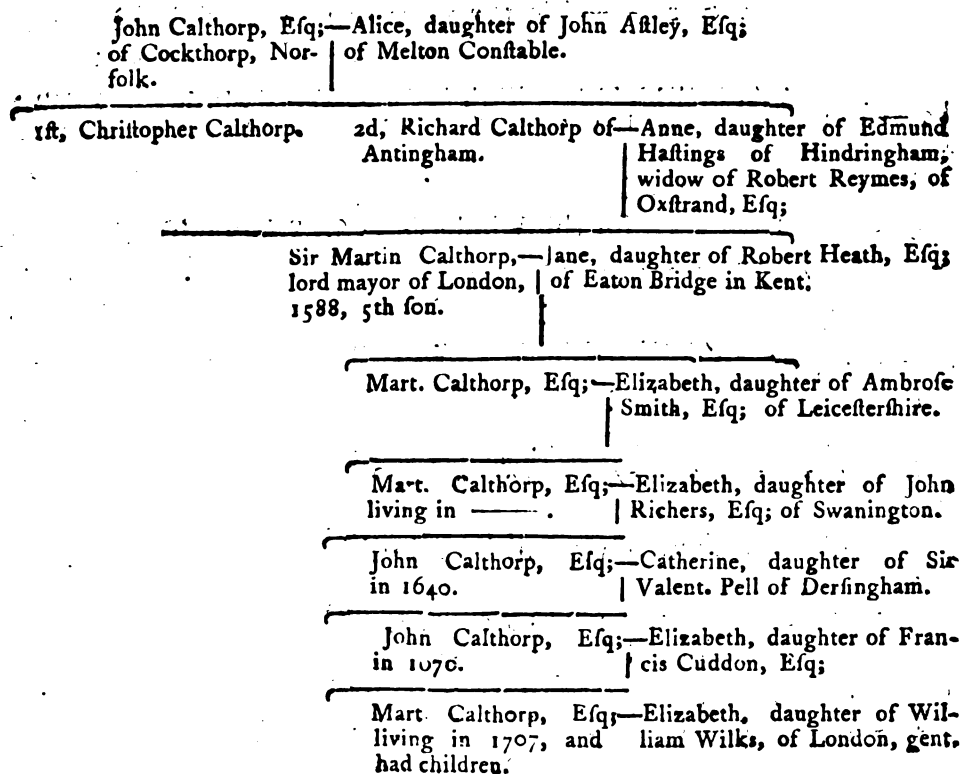 John Calthorp, Eſq;—Alice, daughter of John Aſtley, Eſq;
of Cockthorp, Nor- | of Melton Conſtable.
folk.
1ſt, Chriſtopher Calthorp. 2d, Richard Calthorp of—Anne, daughter of Edmund
Antingham. | Haſtings of Hindringham,
widow of Robert Reymes, of
Oxſtrand, Eſq;
Sir Martin Calthorp,—Jane, daughter of Robert Heath, Eſq;
lord mayor of London, | of Eaton Bridge in Kent.
1588, 5th ſon.
Mart. Calthorp, Eſq;—Elizabeth, daughter of Ambroſe
Smith, Eſq; of Leiceſterſhire.
Mart. Calthorp, Eſq;—Elizabeth, daughter of John
living in ——— . | Richers, Eſq; of Swanington.
John Calthorp, Eſq;—Catherine, daughter of Sir
in 1640. | Valent. Pell of Derſingham.
John Calthorp, Eſq;—Elizabeth, daughter of Fran-
in | cis Cuddon, Eſq;
Mart. Calthorp, Eſq;—Elizabeth, daughter of Wil-
living in 1707, and liam Wilks, of London, gent.
had children.